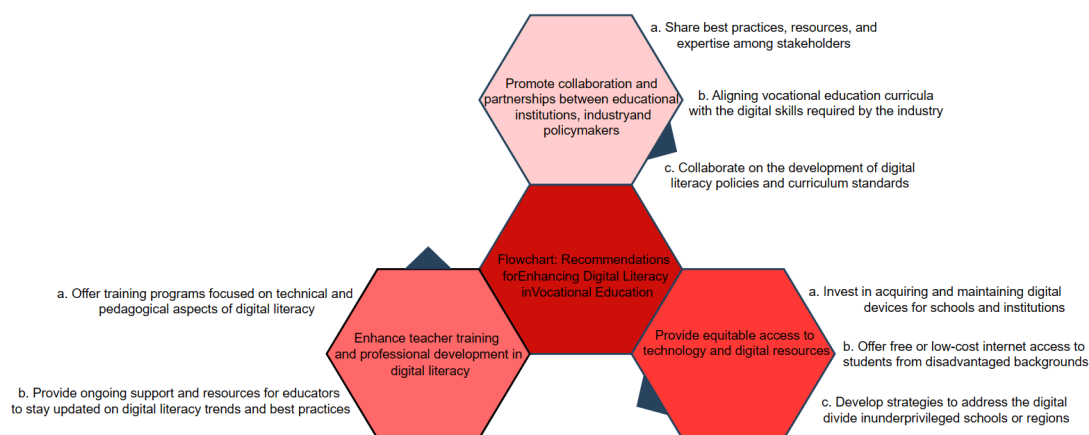 a. Share best practices, resources, and
expertise among stakeholders
Promote collaboration and
partnerships between educational
institutions, industryand
policymakers
b. Aligning vocational education curricula
with the digital skills required by the industry
c. Collaborate on the development of digital
literacy policies and curriculum standards
Flowchart: Recommendations
forEnhancing Digital Literacy
inVocational Education
a. Offer training programs focused on technical and
pedagogical aspects of digital literacy
Enhance teacher training
and professional development in
digital literacy
b. Provide ongoing support and resources for educators
to stay updated on digital literacy trends and best practices
Provide equitable access to
technology and digital resources
a. Invest in acquiring and maintaining digital
devices for schools and institutions
b. Offer free or low-cost internet access to
students from disadvantaged backgrounds
c. Develop strategies to address the digital
divide inunderprivileged schools or regions